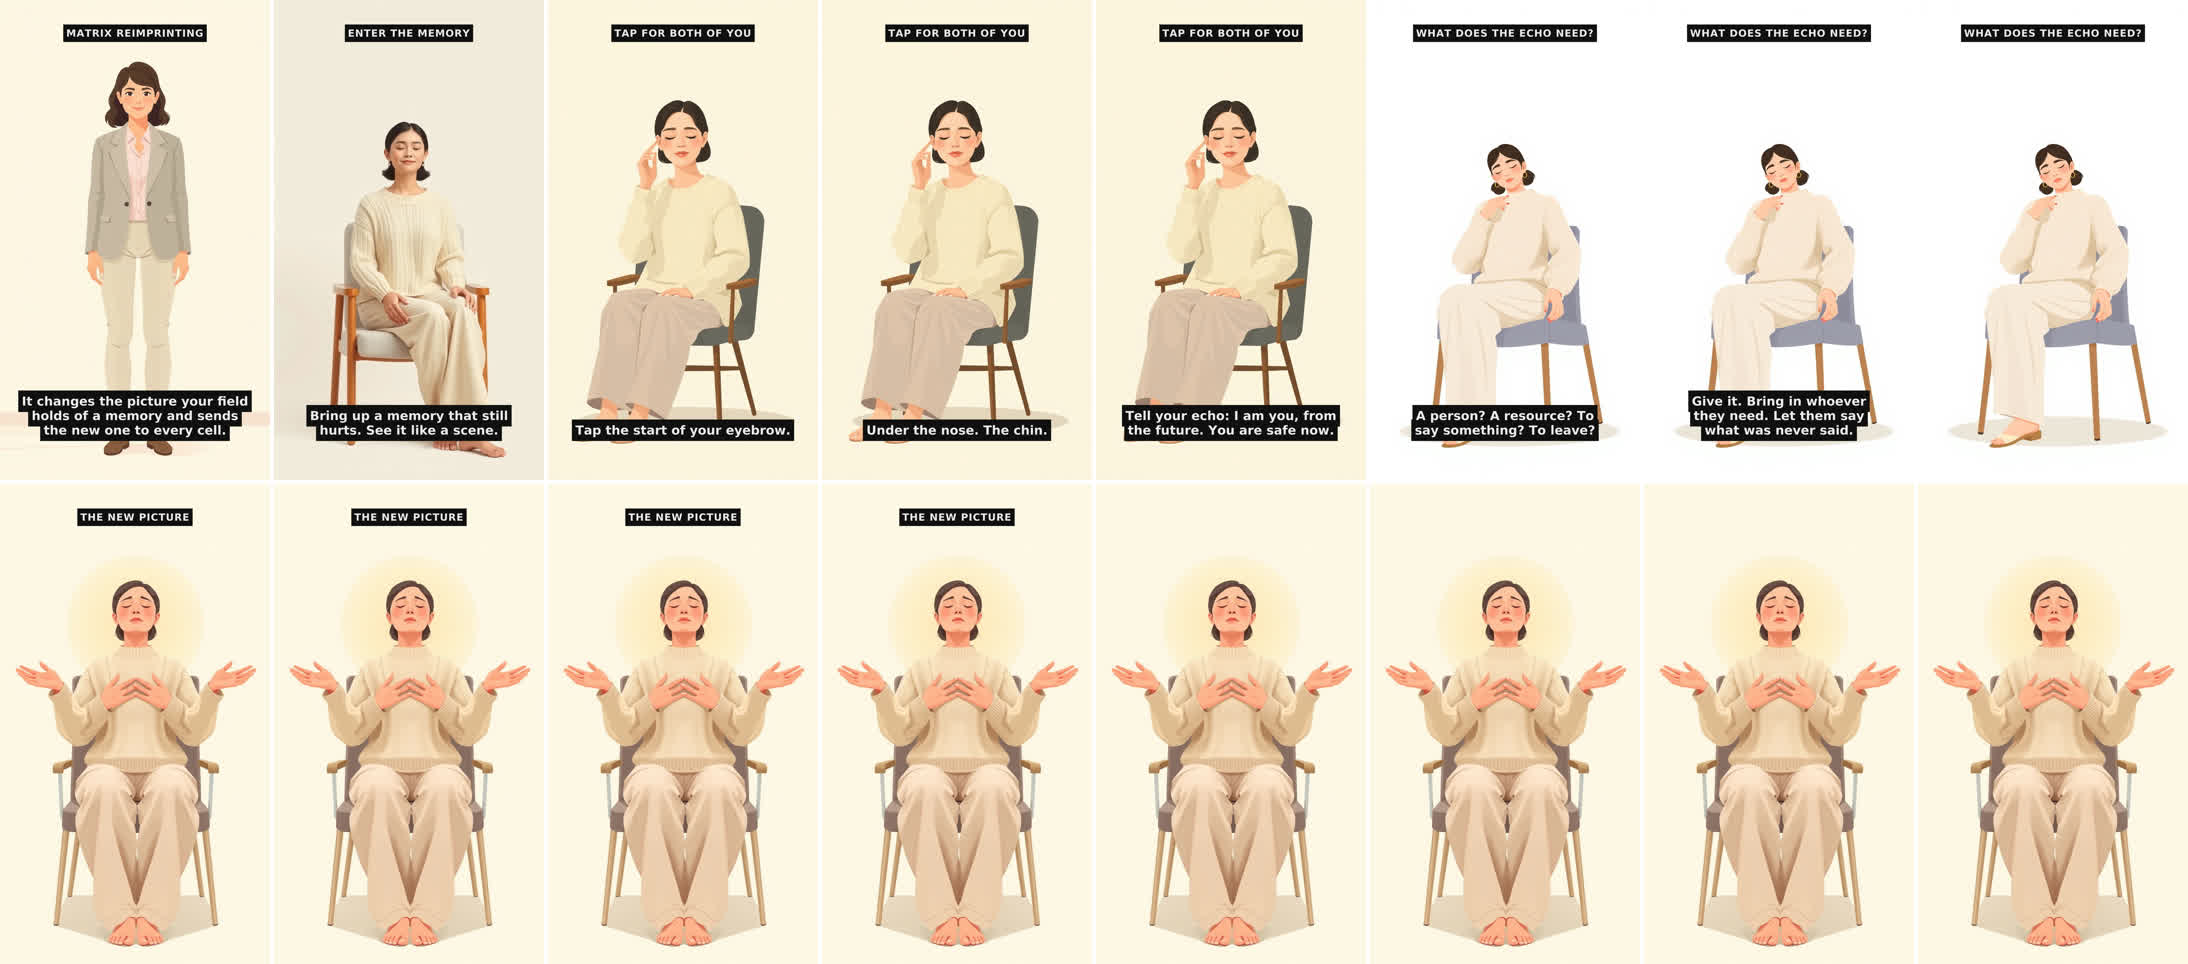 MATRIX REIMPRINTING
It changes the picture your field
holds of a memory and sends
the new one to every cell.
ENTER THE MEMORY
Bring up a memory that still
hurts. See it like a scene.
TAP FOR BOTH OF YOU
Tap the start of your eyebrow.
TAP FOR BOTH OF YOU
Under the nose. The chin.
TAP FOR BOTH OF YOU
Tell your echo: I am you, from
the future. You are safe now.
WHAT DOES THE ECHO NEED?
A person? A resource? To
say something? To leave?
WHAT DOES THE ECHO NEED?
Give it. Bring in whoever
they need. Let them say
what was never said.
WHAT DOES THE ECHO NEED?
THE NEW PICTURE
THE NEW PICTURE
THE NEW PICTURE
THE NEW PICTURE